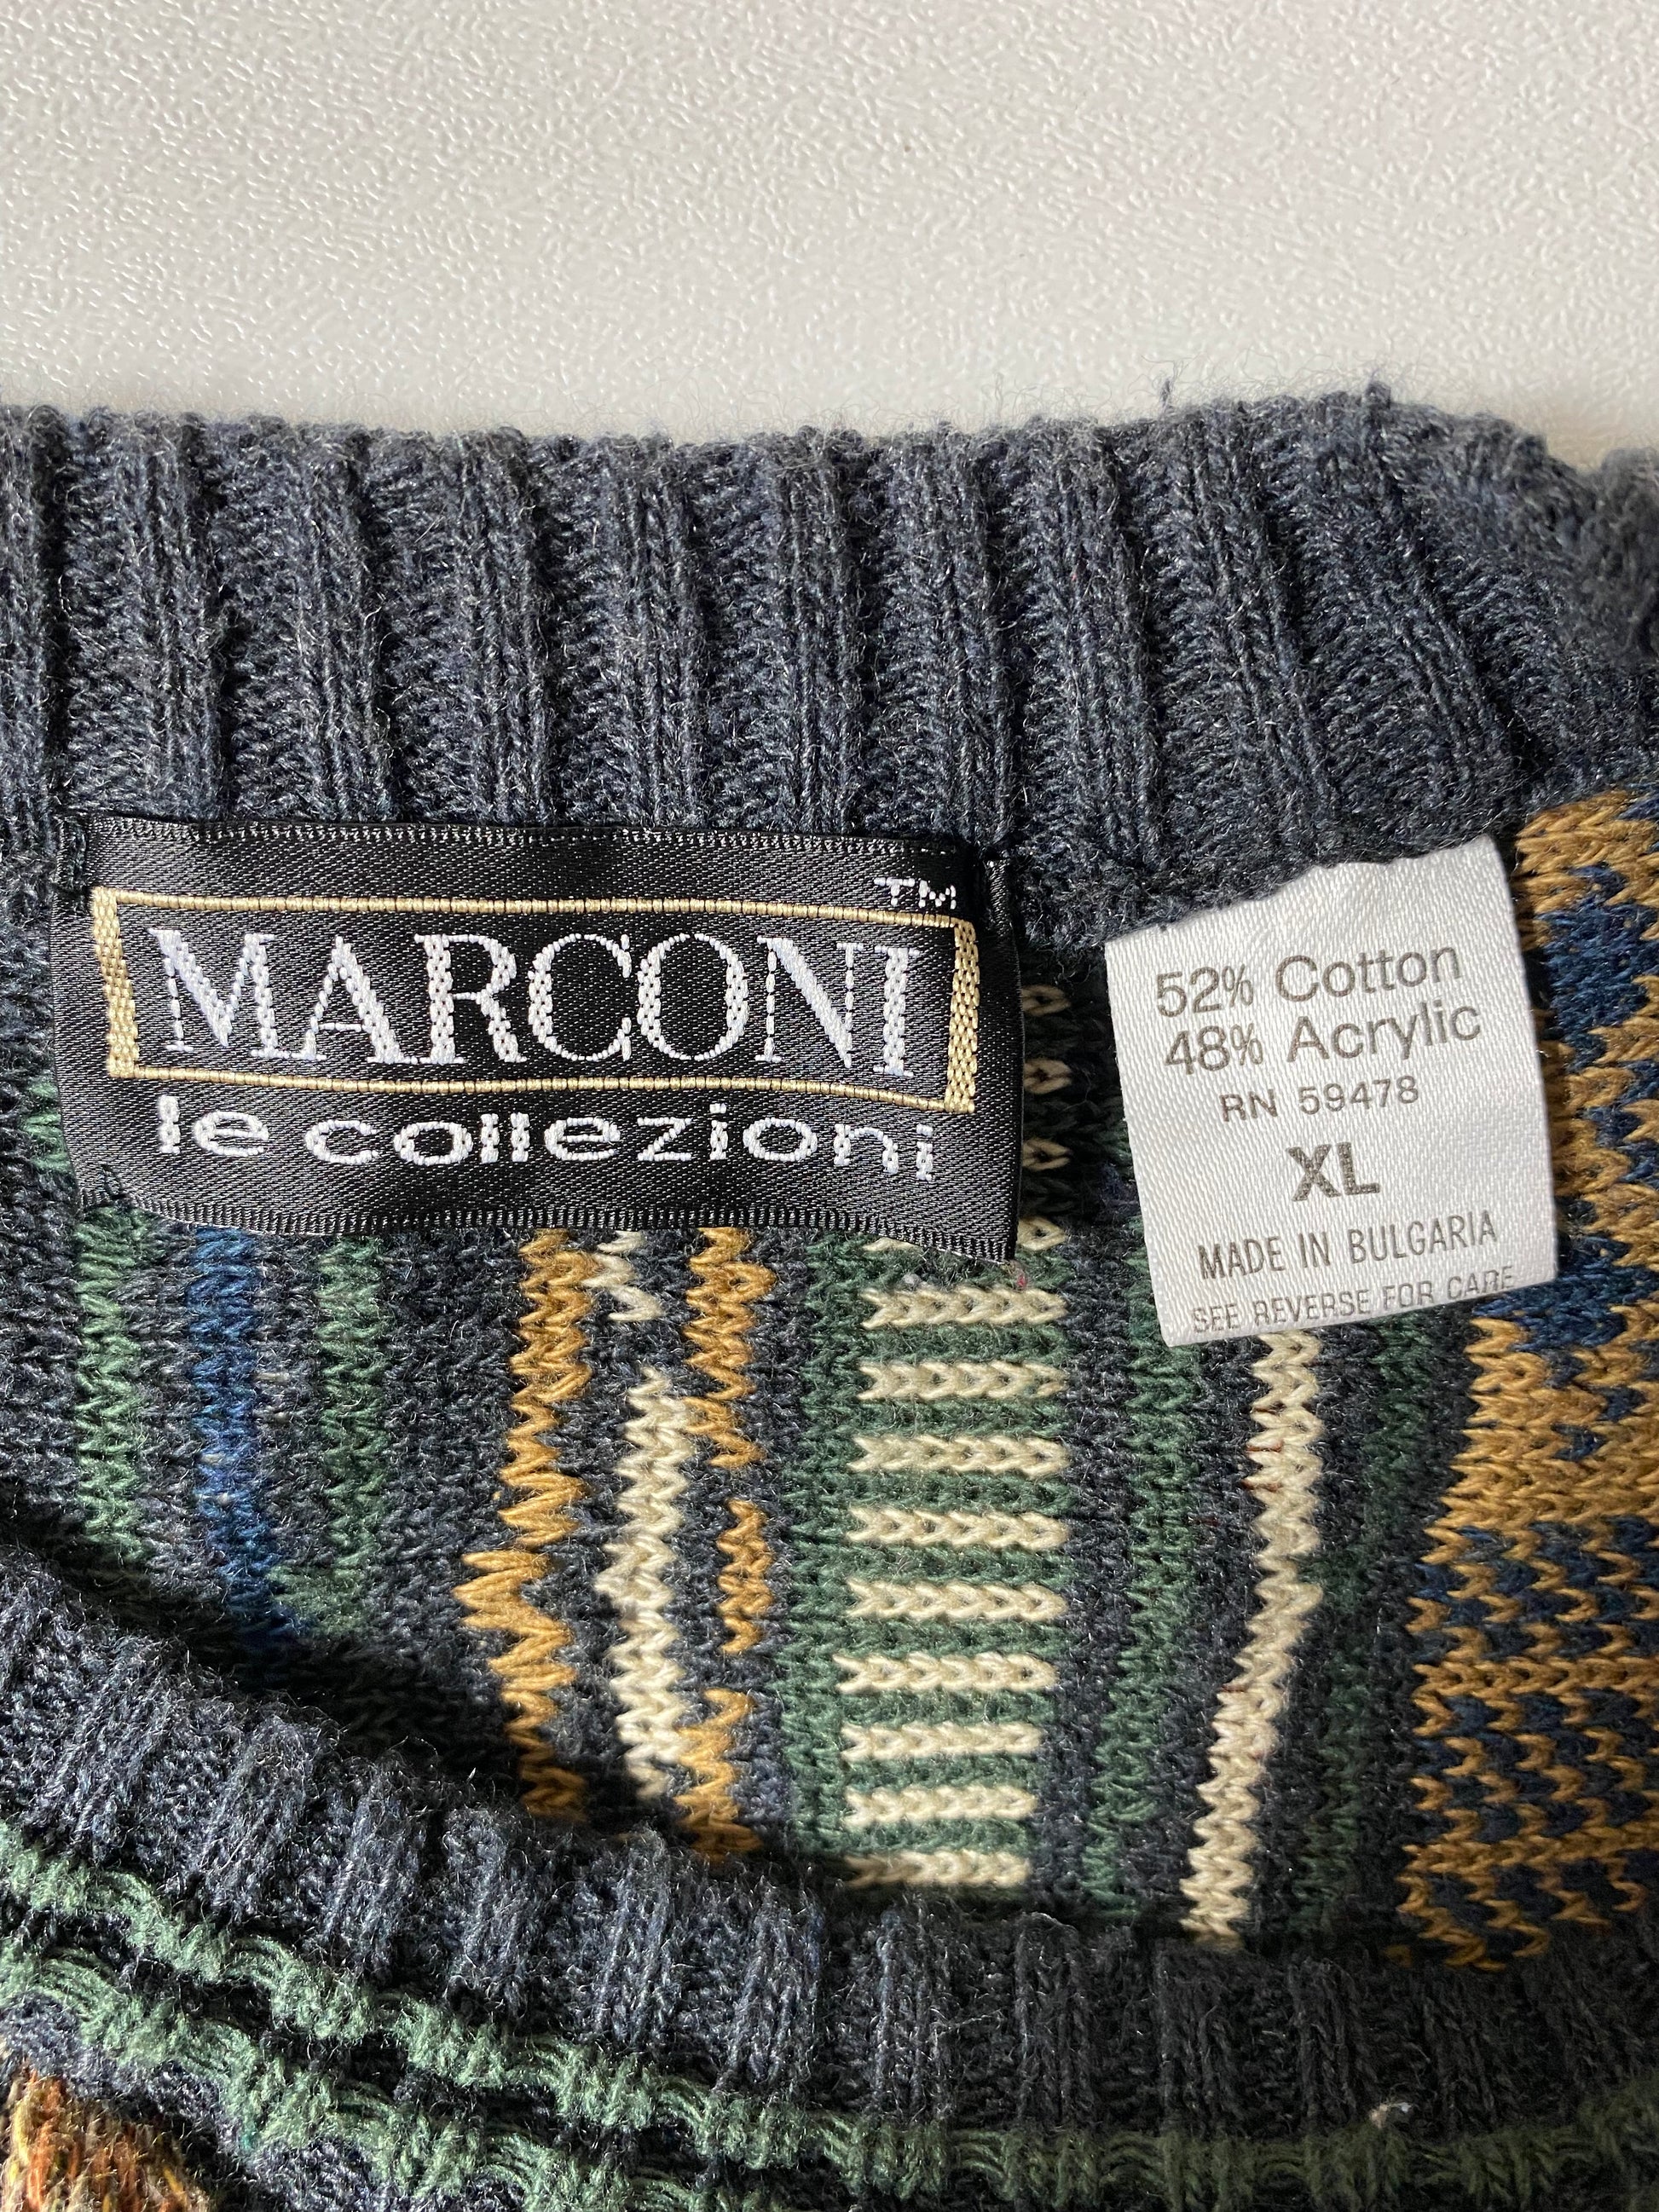 TM
MARCONI
le collezioni
52% Cotton
48% Acrylic
RN 59478
XL
MADE IN BULGARIA
SEE REVERSE FOR CARE